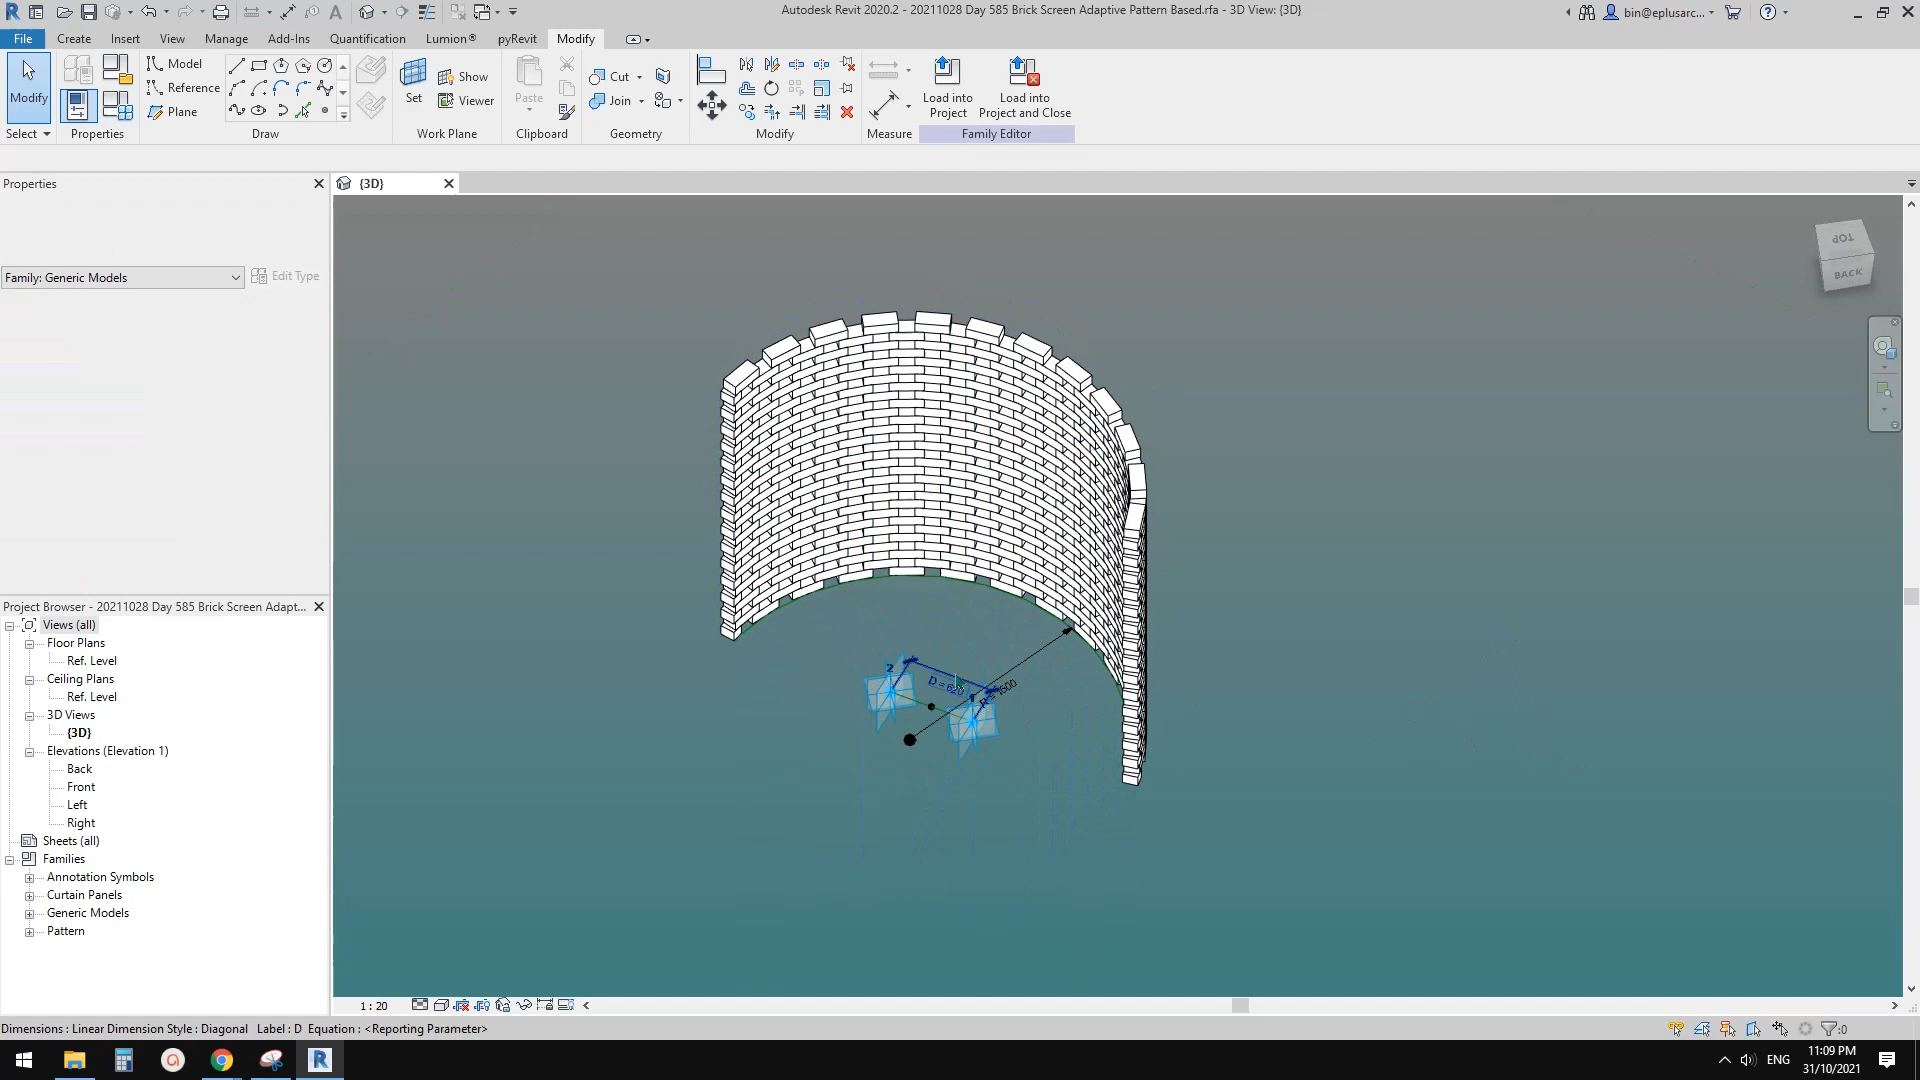 Autodesk Revit 2020.2 - 20211028 Day 585 Brick Screen Adaptive Pattern Based.rfa - 3D View: {3D}
bin@eplusarc...
File Create Insert View Manage Add-Ins Quantification Lumion® pyRevit Modify
Modify
Select
Properties
Model
Reference
Plane
Draw
Set
Show
Viewer
Work Plane
Paste
Clipboard
Cut
Join
Geometry
Modify
Measure
Load into
Project
Load into
Project and Close
Family Editor
Properties
{3D}
Family: Generic Models
Edit Type
TOP
BACK
2
D = 620
1
1600
Project Browser - 20211028 Day 585 Brick Screen Adapt...
Views (all)
Floor Plans
Ref. Level
Ceiling Plans
Ref. Level
3D Views
{3D}
Elevations (Elevation 1)
Back
Front
Left
Right
Sheets (all)
Families
Annotation Symbols
Curtain Panels
Generic Models
Pattern
1 : 20
Dimensions : Linear Dimension Style : Diagonal Label : D Equation : <Reporting Parameter>
:0
ENG
11:09 PM
31/10/2021